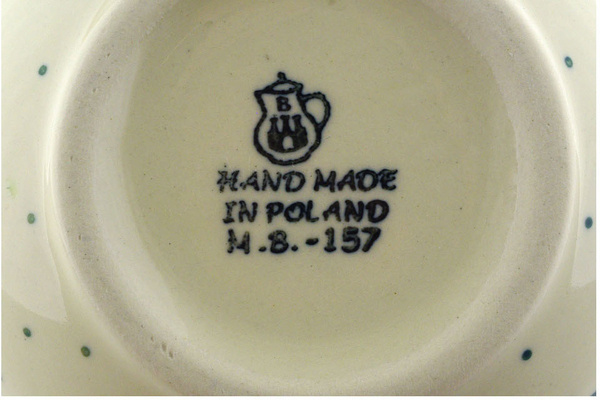 B
HAND MADE
IN POLAND
M.B.-157